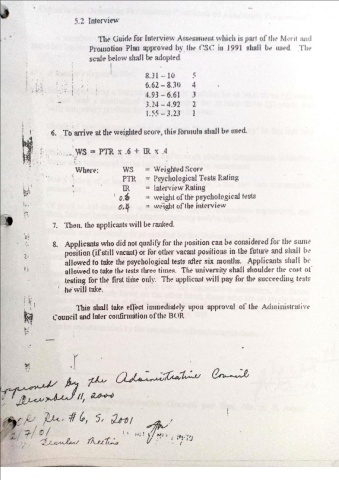 5.2 Interview
The Guide for Interview Assessment which is part of the Merit and
Promotion Plan approved by the CSC in 1991 shall be used. The
scale below shall be adopted.
8.31 – 10 5
6.62 – 8.30 4
4.93 – 6.61 3
3.24 – 4.92 2
1.55 – 3.23 1
6. To arrive at the weighted score, this formula shall be used.
WS = PTR x .6 + IR x .4
Where: WS = Weighted Score
PTR = Psychological Tests Rating
IR = Interview Rating
0.6 = weight of the psychological tests
0.4 = weight of the interview
7. Then, the applicants will be ranked.
8. Applicants who did not qualify for the position can be considered for the same
position (if still vacant) or for other vacant positions in the future and shall be
allowed to take the psychological tests after six months. Applicants shall be
allowed to take the tests three times. The university shall shoulder the cost of
testing for the first time only. The applicant will pay for the succeeding tests
he will take.
This shall take effect immediately upon approval of the Administrative
Council and later confirmation of the BOR.
Approved by the Administrative Council
December 11, 2000
Res. #6, S. 2001
2/7/01
Regular Meeting